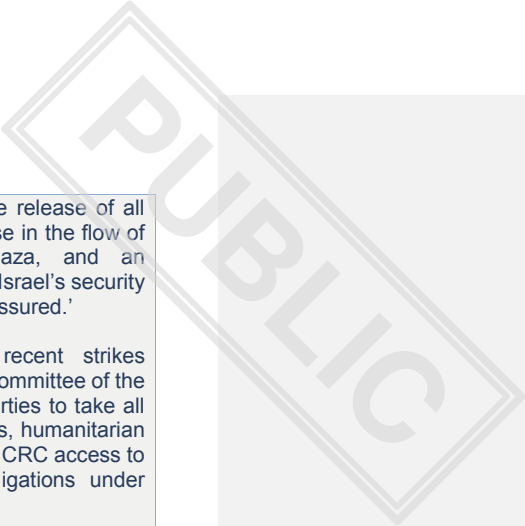 e release of all
se in the flow of
aza, and an
Israel's security
ssured.'
recent strikes
ommittee of the
rties to take all
s, humanitarian
CRC access to
igations under
PUBLIC